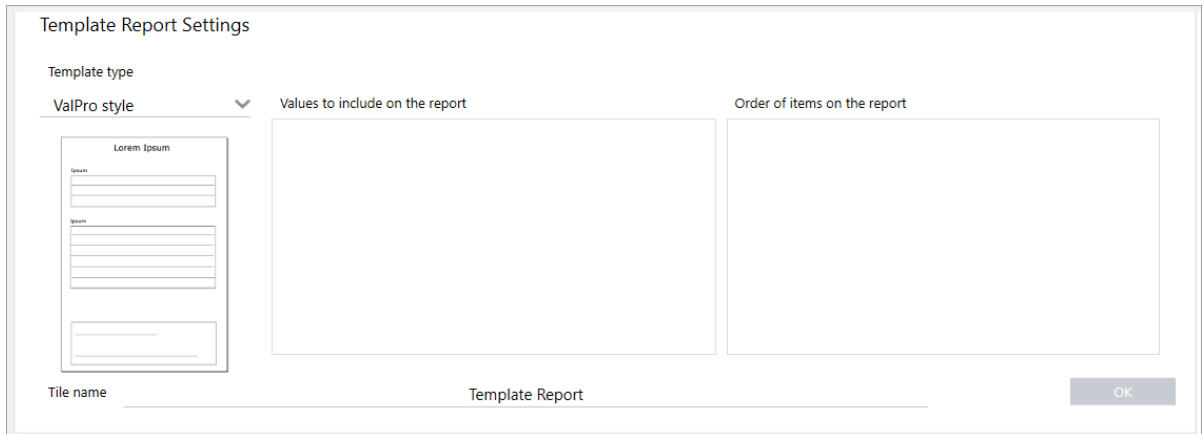 Template Report Settings
Template type
ValPro style
Values to include on the report
Order of items on the report
Lorem Ipsum
Ipsum
Ipsum
Tile name
Template Report
OK